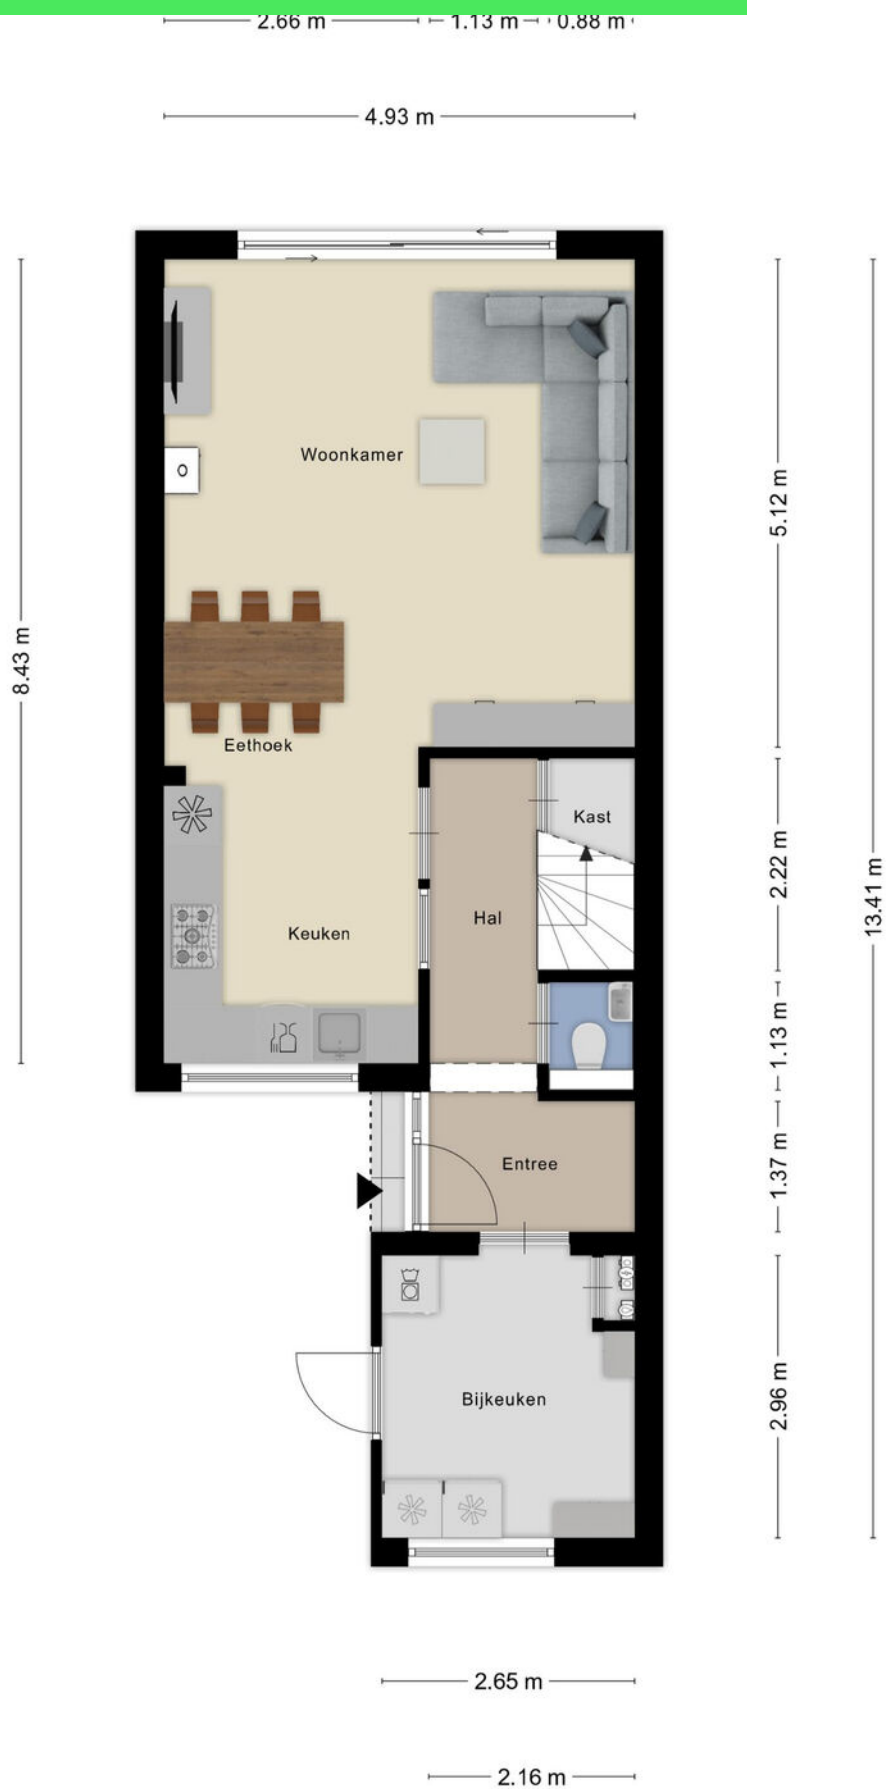 2.66 m 1.13 m 0.88 m
4.93 m
Woonkamer
5.12 m
8.43 m
Eethoek
Kast
2.22 m
13.41 m
Hal
Keuken
1.13 m
Entree
1.37 m
Bijkeuken
2.96 m
2.65 m
2.16 m